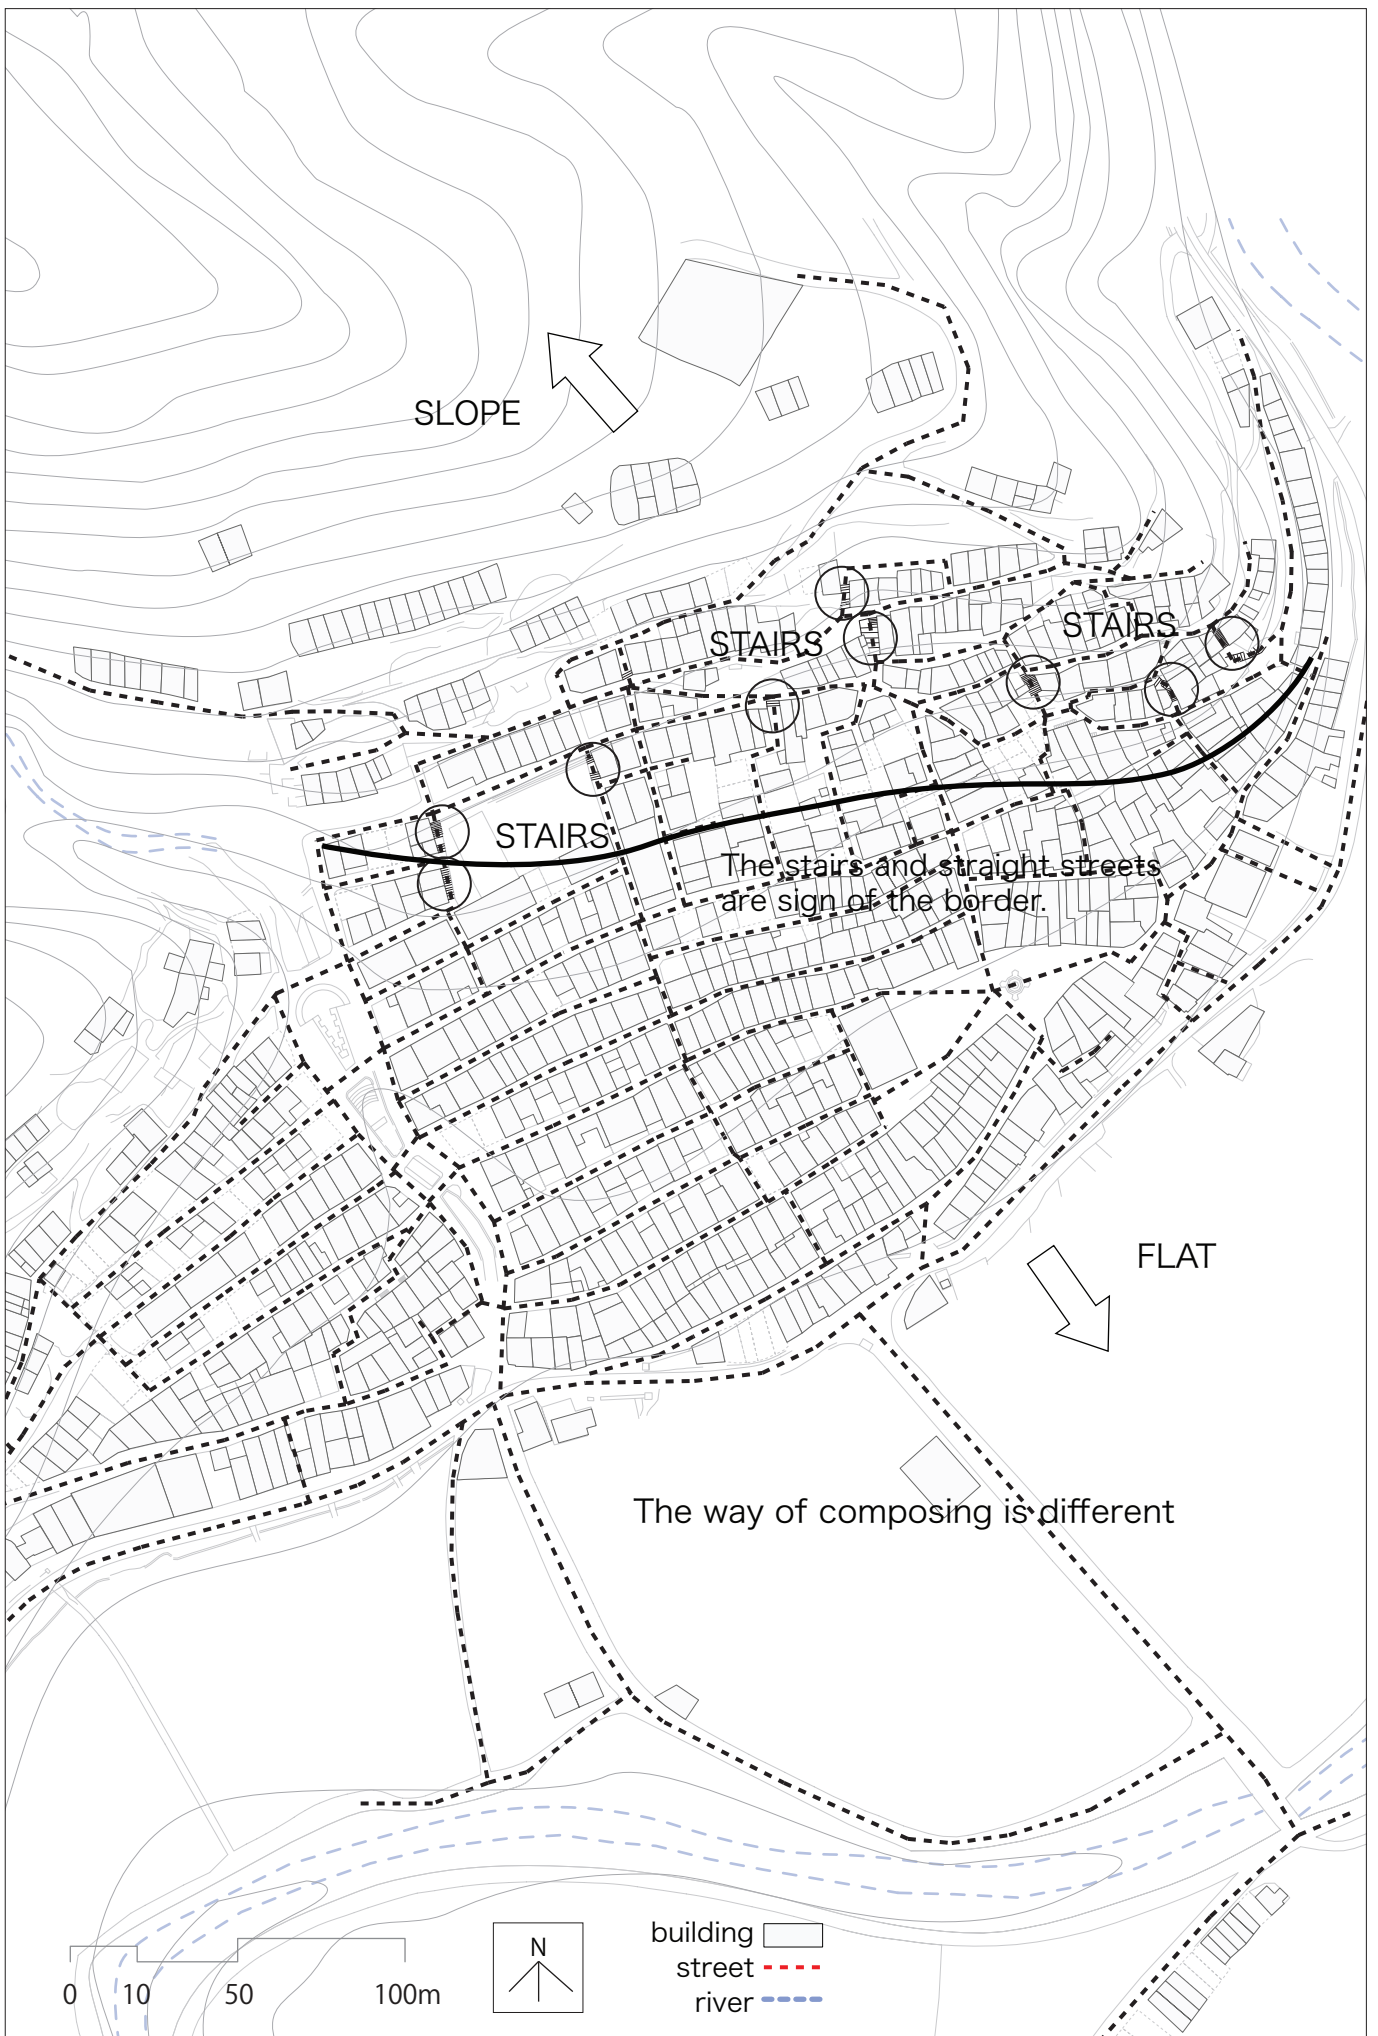 SLOPE
STAIRS
STAIRS
STAIRS
The stairs and straight streets
are sign of the border.
FLAT
The way of composing is different
0 10 50 100m
N
building
street
river